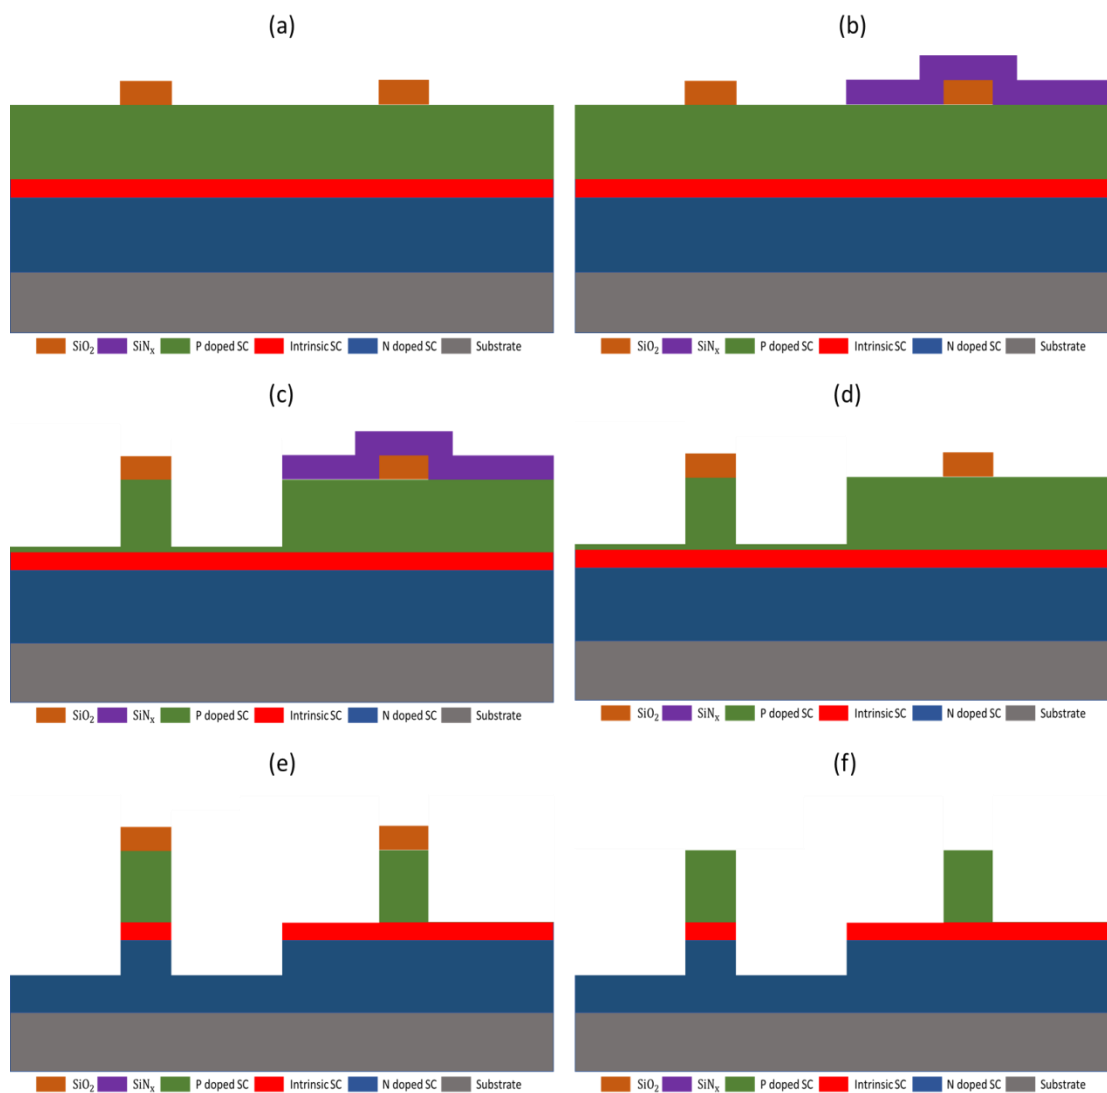 (a)
(b)
SiO₂ SiNₓ P doped SC Intrinsic SC N doped SC Substrate
SiO₂ SiNₓ P doped SC Intrinsic SC N doped SC Substrate
(c)
(d)
SiO₂ SiNₓ P doped SC Intrinsic SC N doped SC Substrate
SiO₂ SiNₓ P doped SC Intrinsic SC N doped SC Substrate
(e)
(f)
SiO₂ SiNₓ P doped SC Intrinsic SC N doped SC Substrate
SiO₂ SiNₓ P doped SC Intrinsic SC N doped SC Substrate